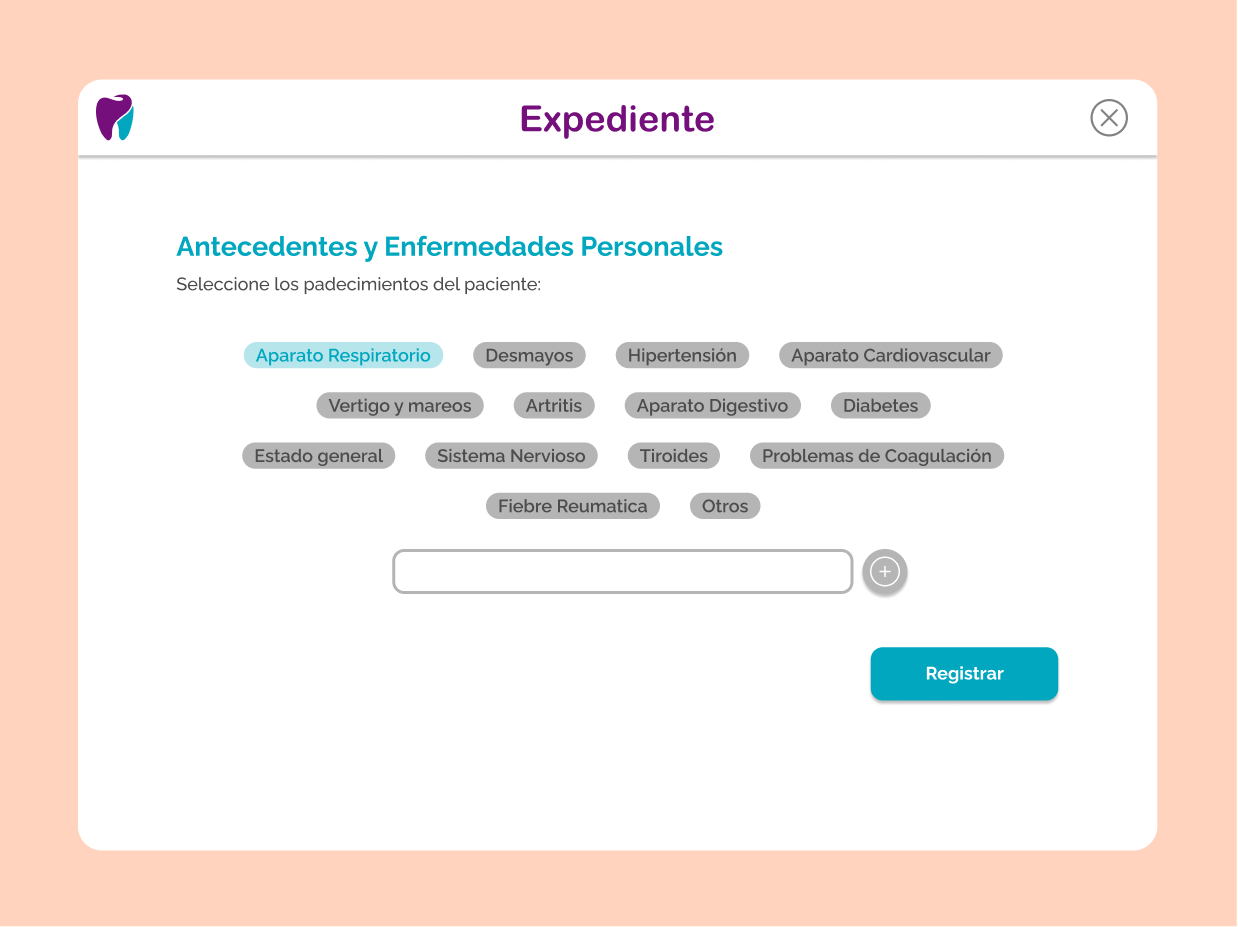 Expediente
Antecedentes y Enfermedades Personales
Seleccione los padecimientos del paciente:
Aparato Respiratorio Desmayos Hipertensión Aparato Cardiovascular
Vertigo y mareos Artritis Aparato Digestivo Diabetes
Estado general Sistema Nervioso Tiroides Problemas de Coagulación
Fiebre Reumatica Otros
Registrar